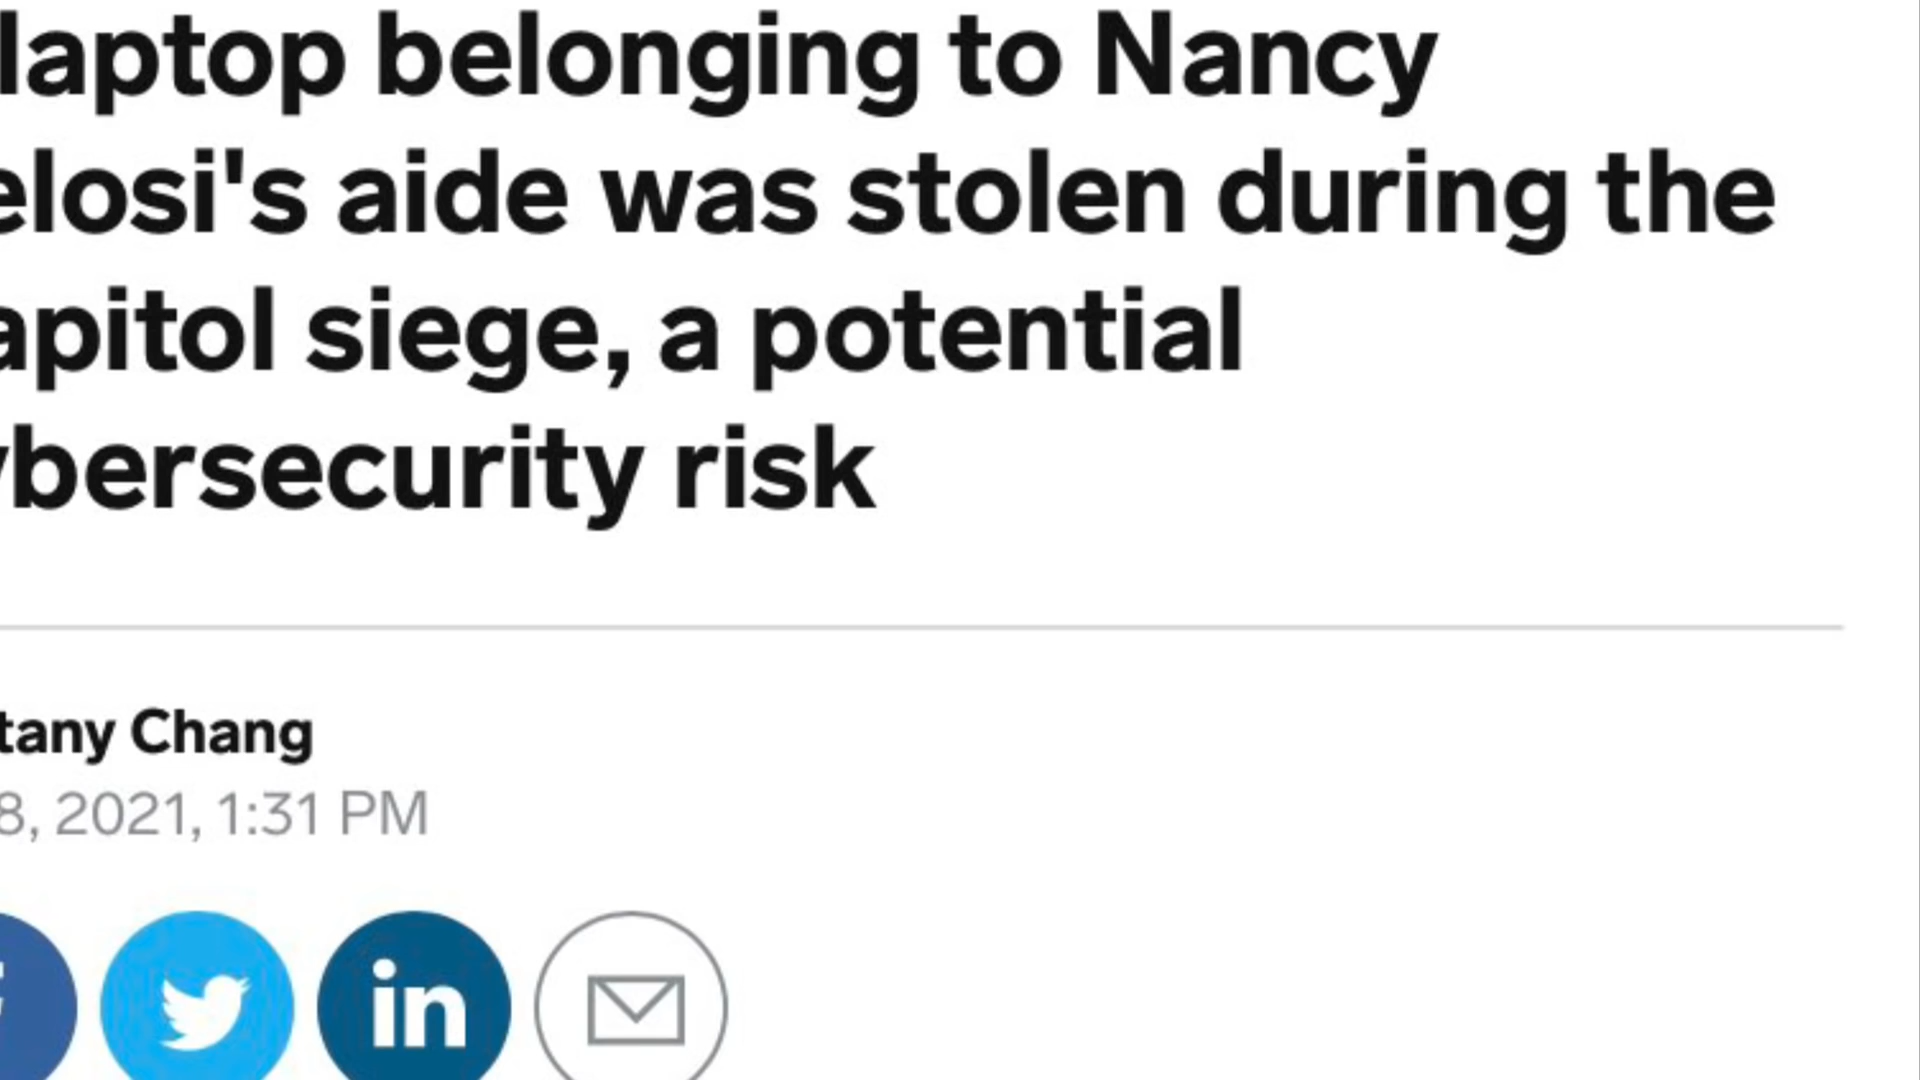 laptop belonging to Nancy
elosi's aide was stolen during the
apitol siege, a potential
ybersecurity risk
tany Chang
8, 2021, 1:31 PM
in